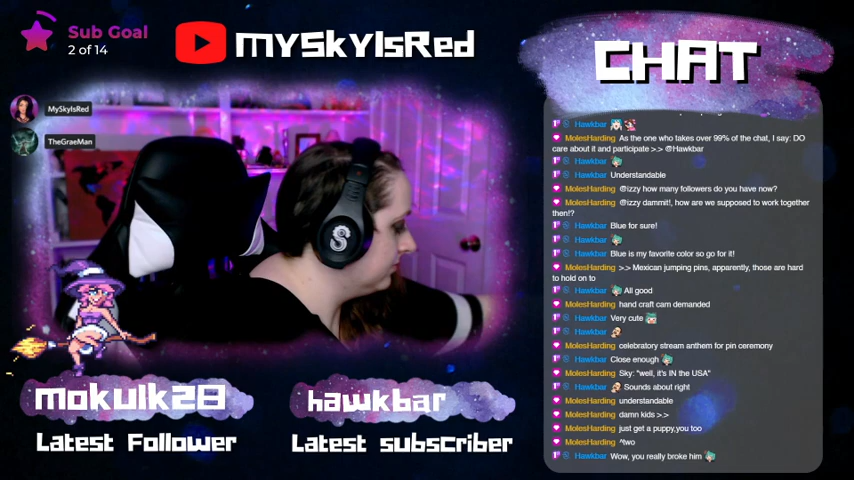 Sub Goal
2 of 14
MYSkYIsRed
CHAT
MySkyIsRed
TheGraeMan
Hawkbar
MolesHarding As the one who takes over 99% of the chat, I say: DO
care about it and participate >.> @Hawkbar
Hawkbar
Hawkbar Understandable
MolesHarding @izzy how many followers do you have now?
MolesHarding @izzy dammit!, how are we supposed to work together
then!?
Hawkbar Blue for sure!
Hawkbar
Hawkbar Blue is my favorite color so go for it!
MolesHarding >.> Mexican jumping pins, apparently, those are hard
to hold on to
Hawkbar All good
MolesHarding hand craft cam demanded
Hawkbar Very cute
Hawkbar
MolesHarding celebratory stream anthem for pin ceremony
Hawkbar Close enough
MolesHarding Sky: "well, it's IN the USA"
Hawkbar Sounds about right
MolesHarding understandable
MolesHarding damn kids >.>
MolesHarding just get a puppy,you too
MolesHarding ^two
Hawkbar Wow, you really broke him
mokulk28
Latest Follower
hawkbar
Latest subscriber